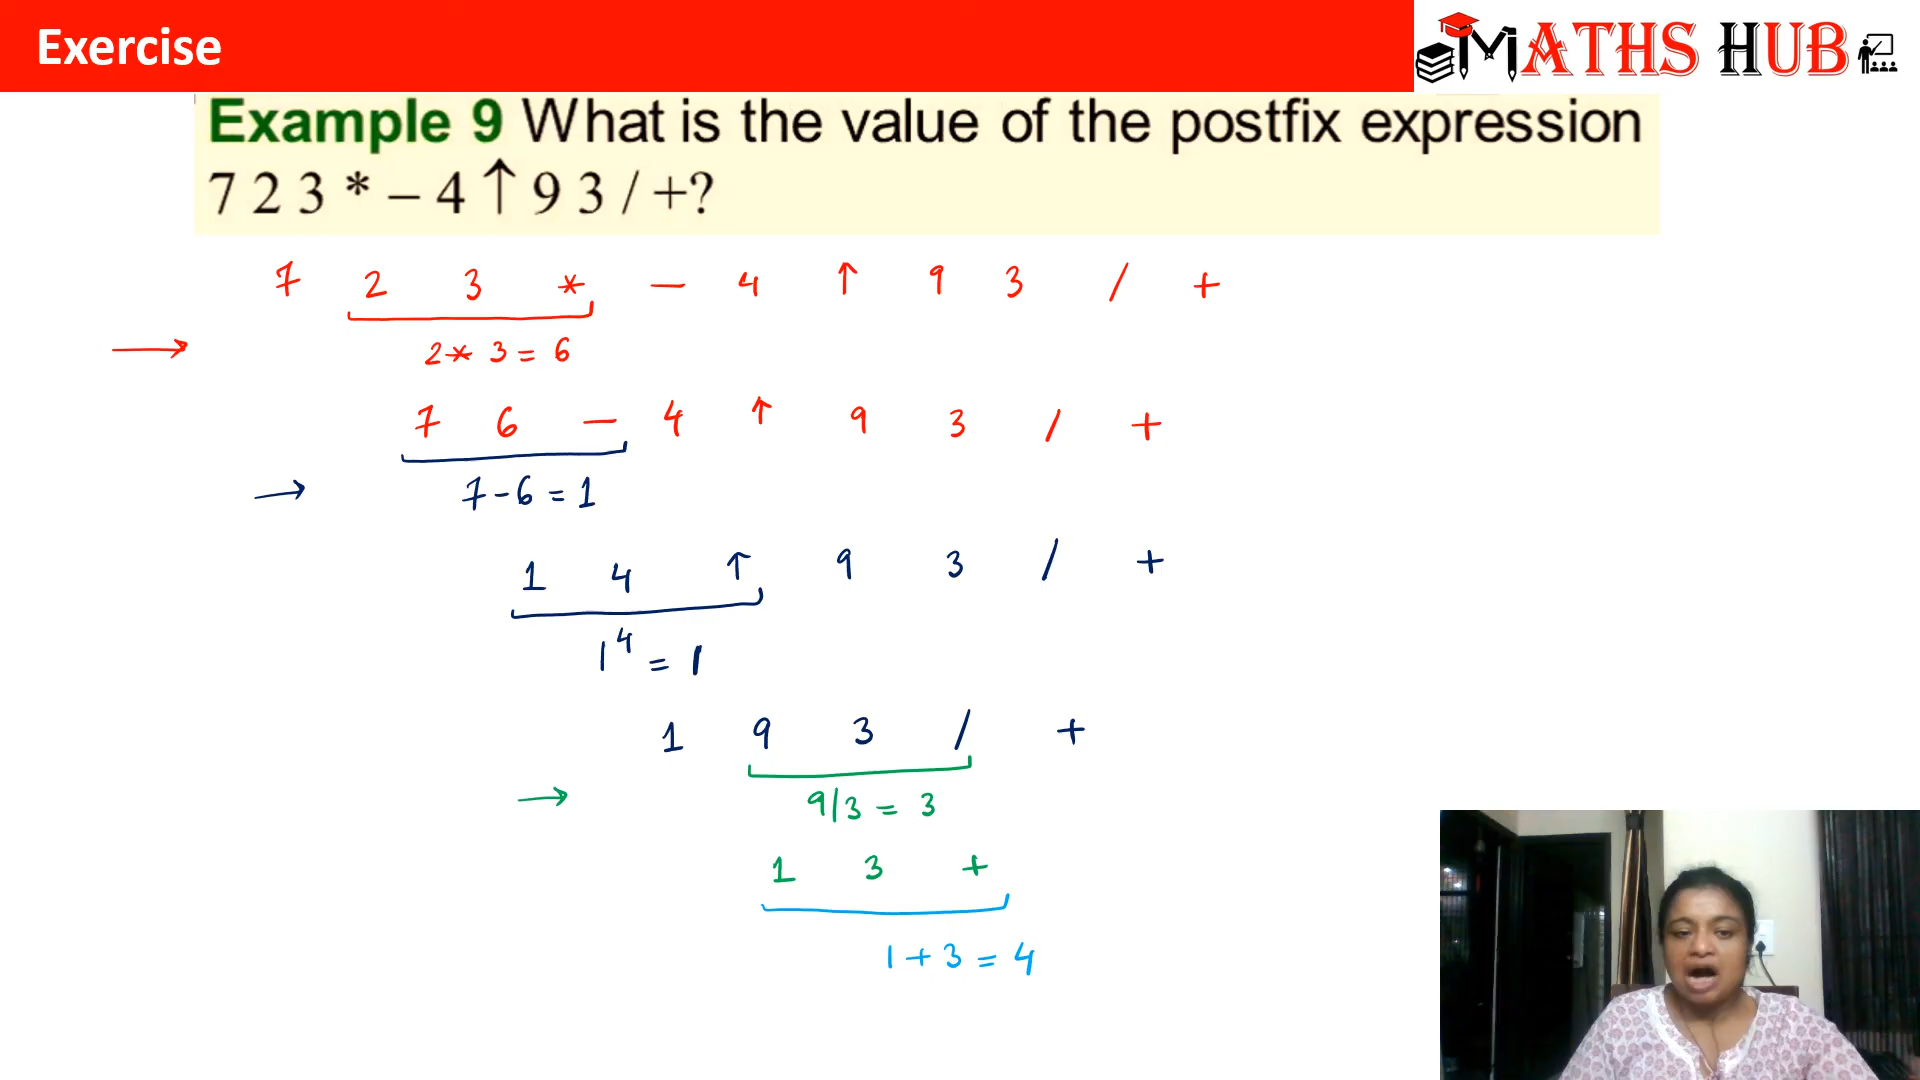 Exercise
MATHS HUB
Example 9 What is the value of the postfix expression
7 2 3 * – 4 ↑ 9 3 / +?
7 2 3 * – 4 ↑ 9 3 / +
→ 2 * 3 = 6
7 6 – 4 ↑ 9 3 / +
→ 7 - 6 = 1
1 4 ↑ 9 3 / +
1⁴ = 1
1 9 3 / +
→ 9/3 = 3
1 3 +
1 + 3 = 4